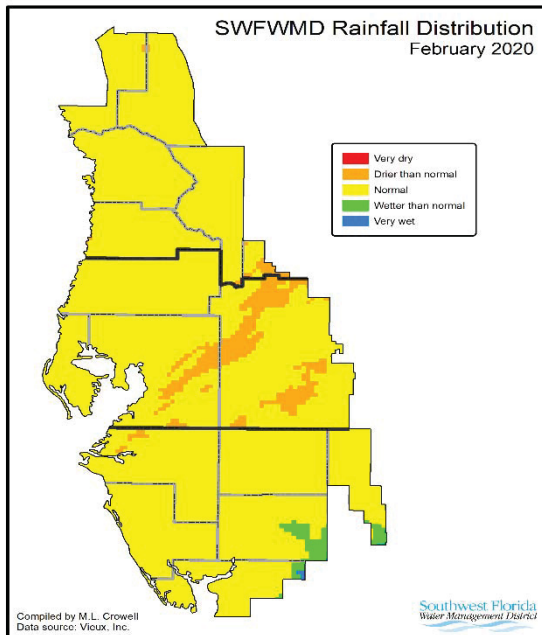 SWFWMD Rainfall Distribution
February 2020
Very dry
Drier than normal
Normal
Wetter than normal
Very wet
Compiled by M.L. Crowell
Data source: Vieux, Inc.
Southwest Florida
Water Management District